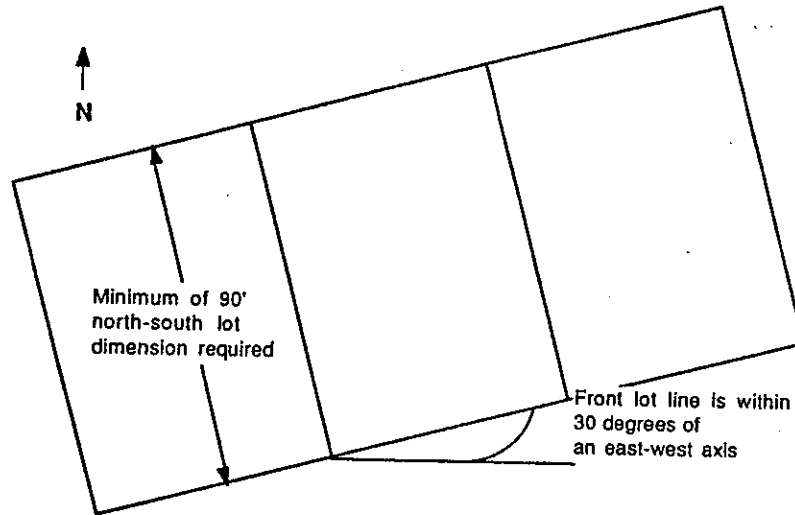 N
Minimum of 90'
north-south lot
dimension required
Front lot line is within
30 degrees of
an east-west axis